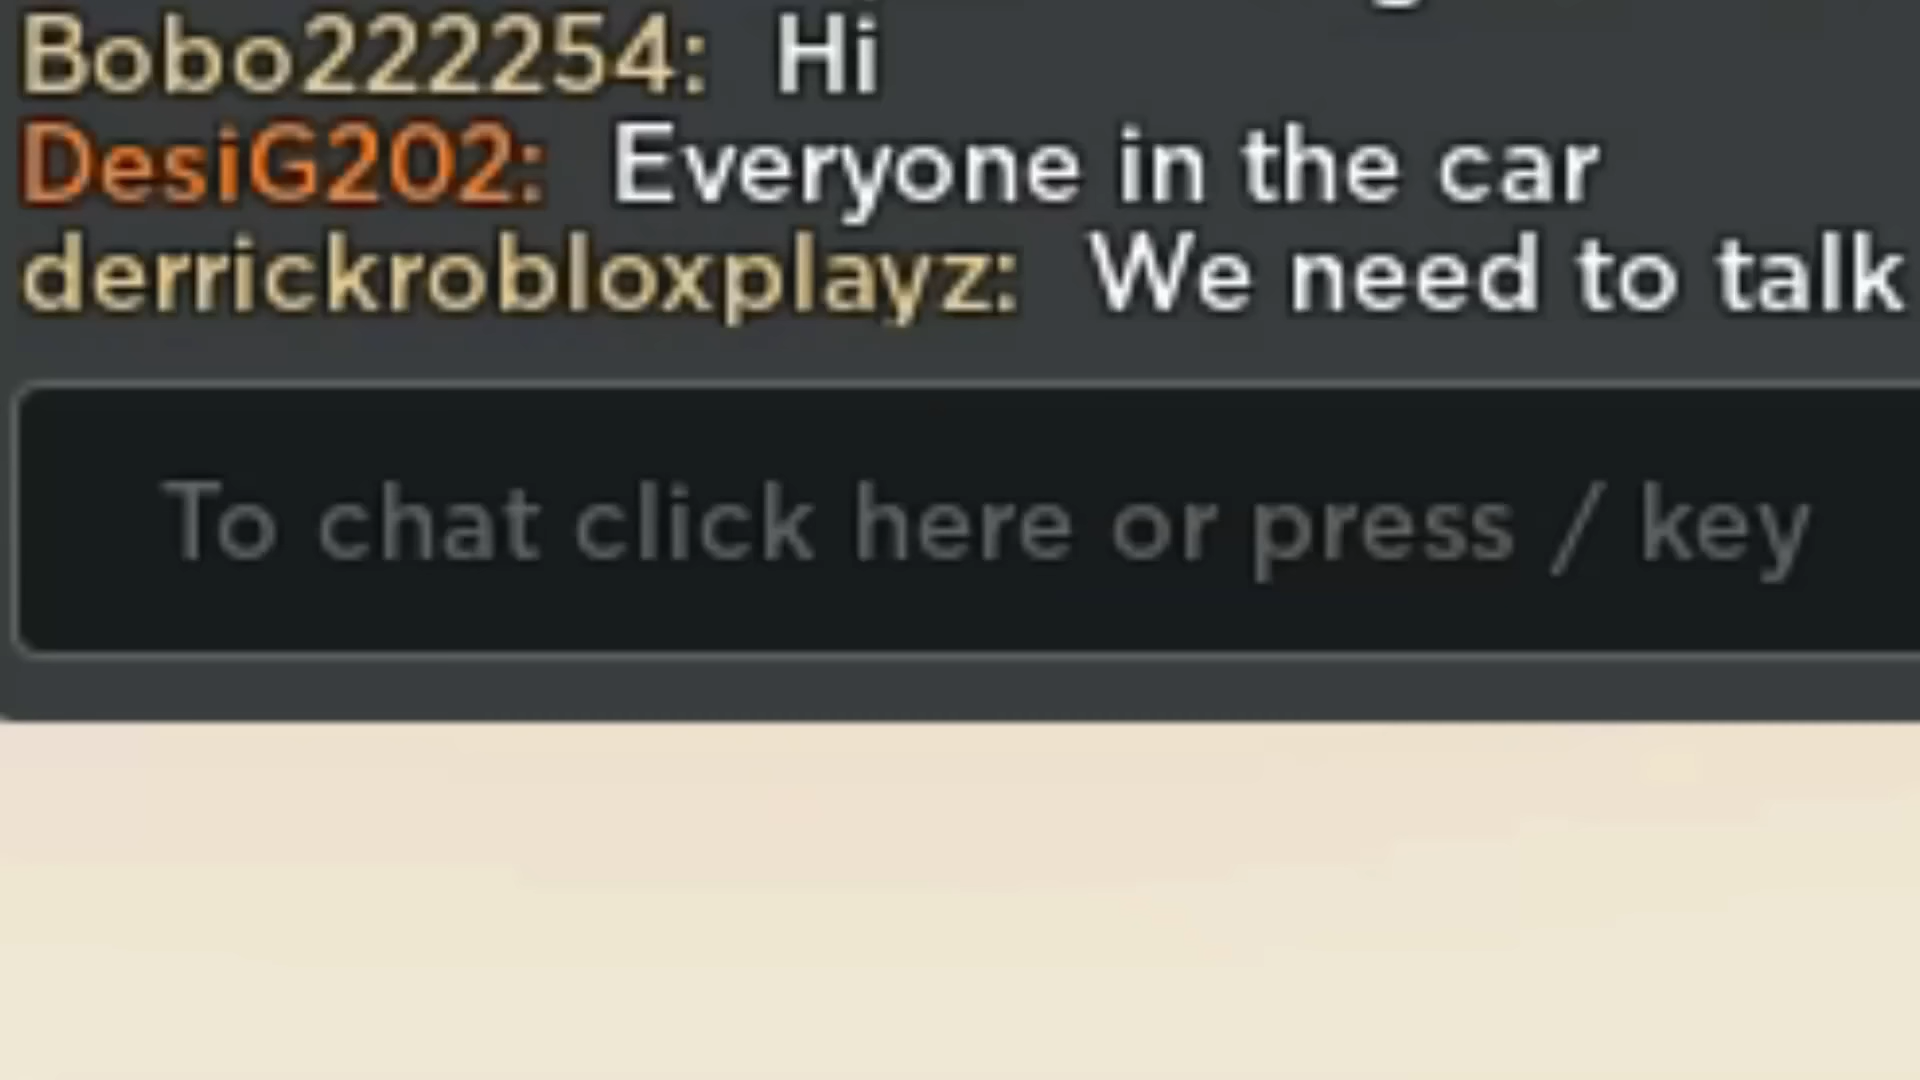 Bobo222254: Hi
DesiG202: Everyone in the car
derrickrobloxplayz: We need to talk
To chat click here or press / key